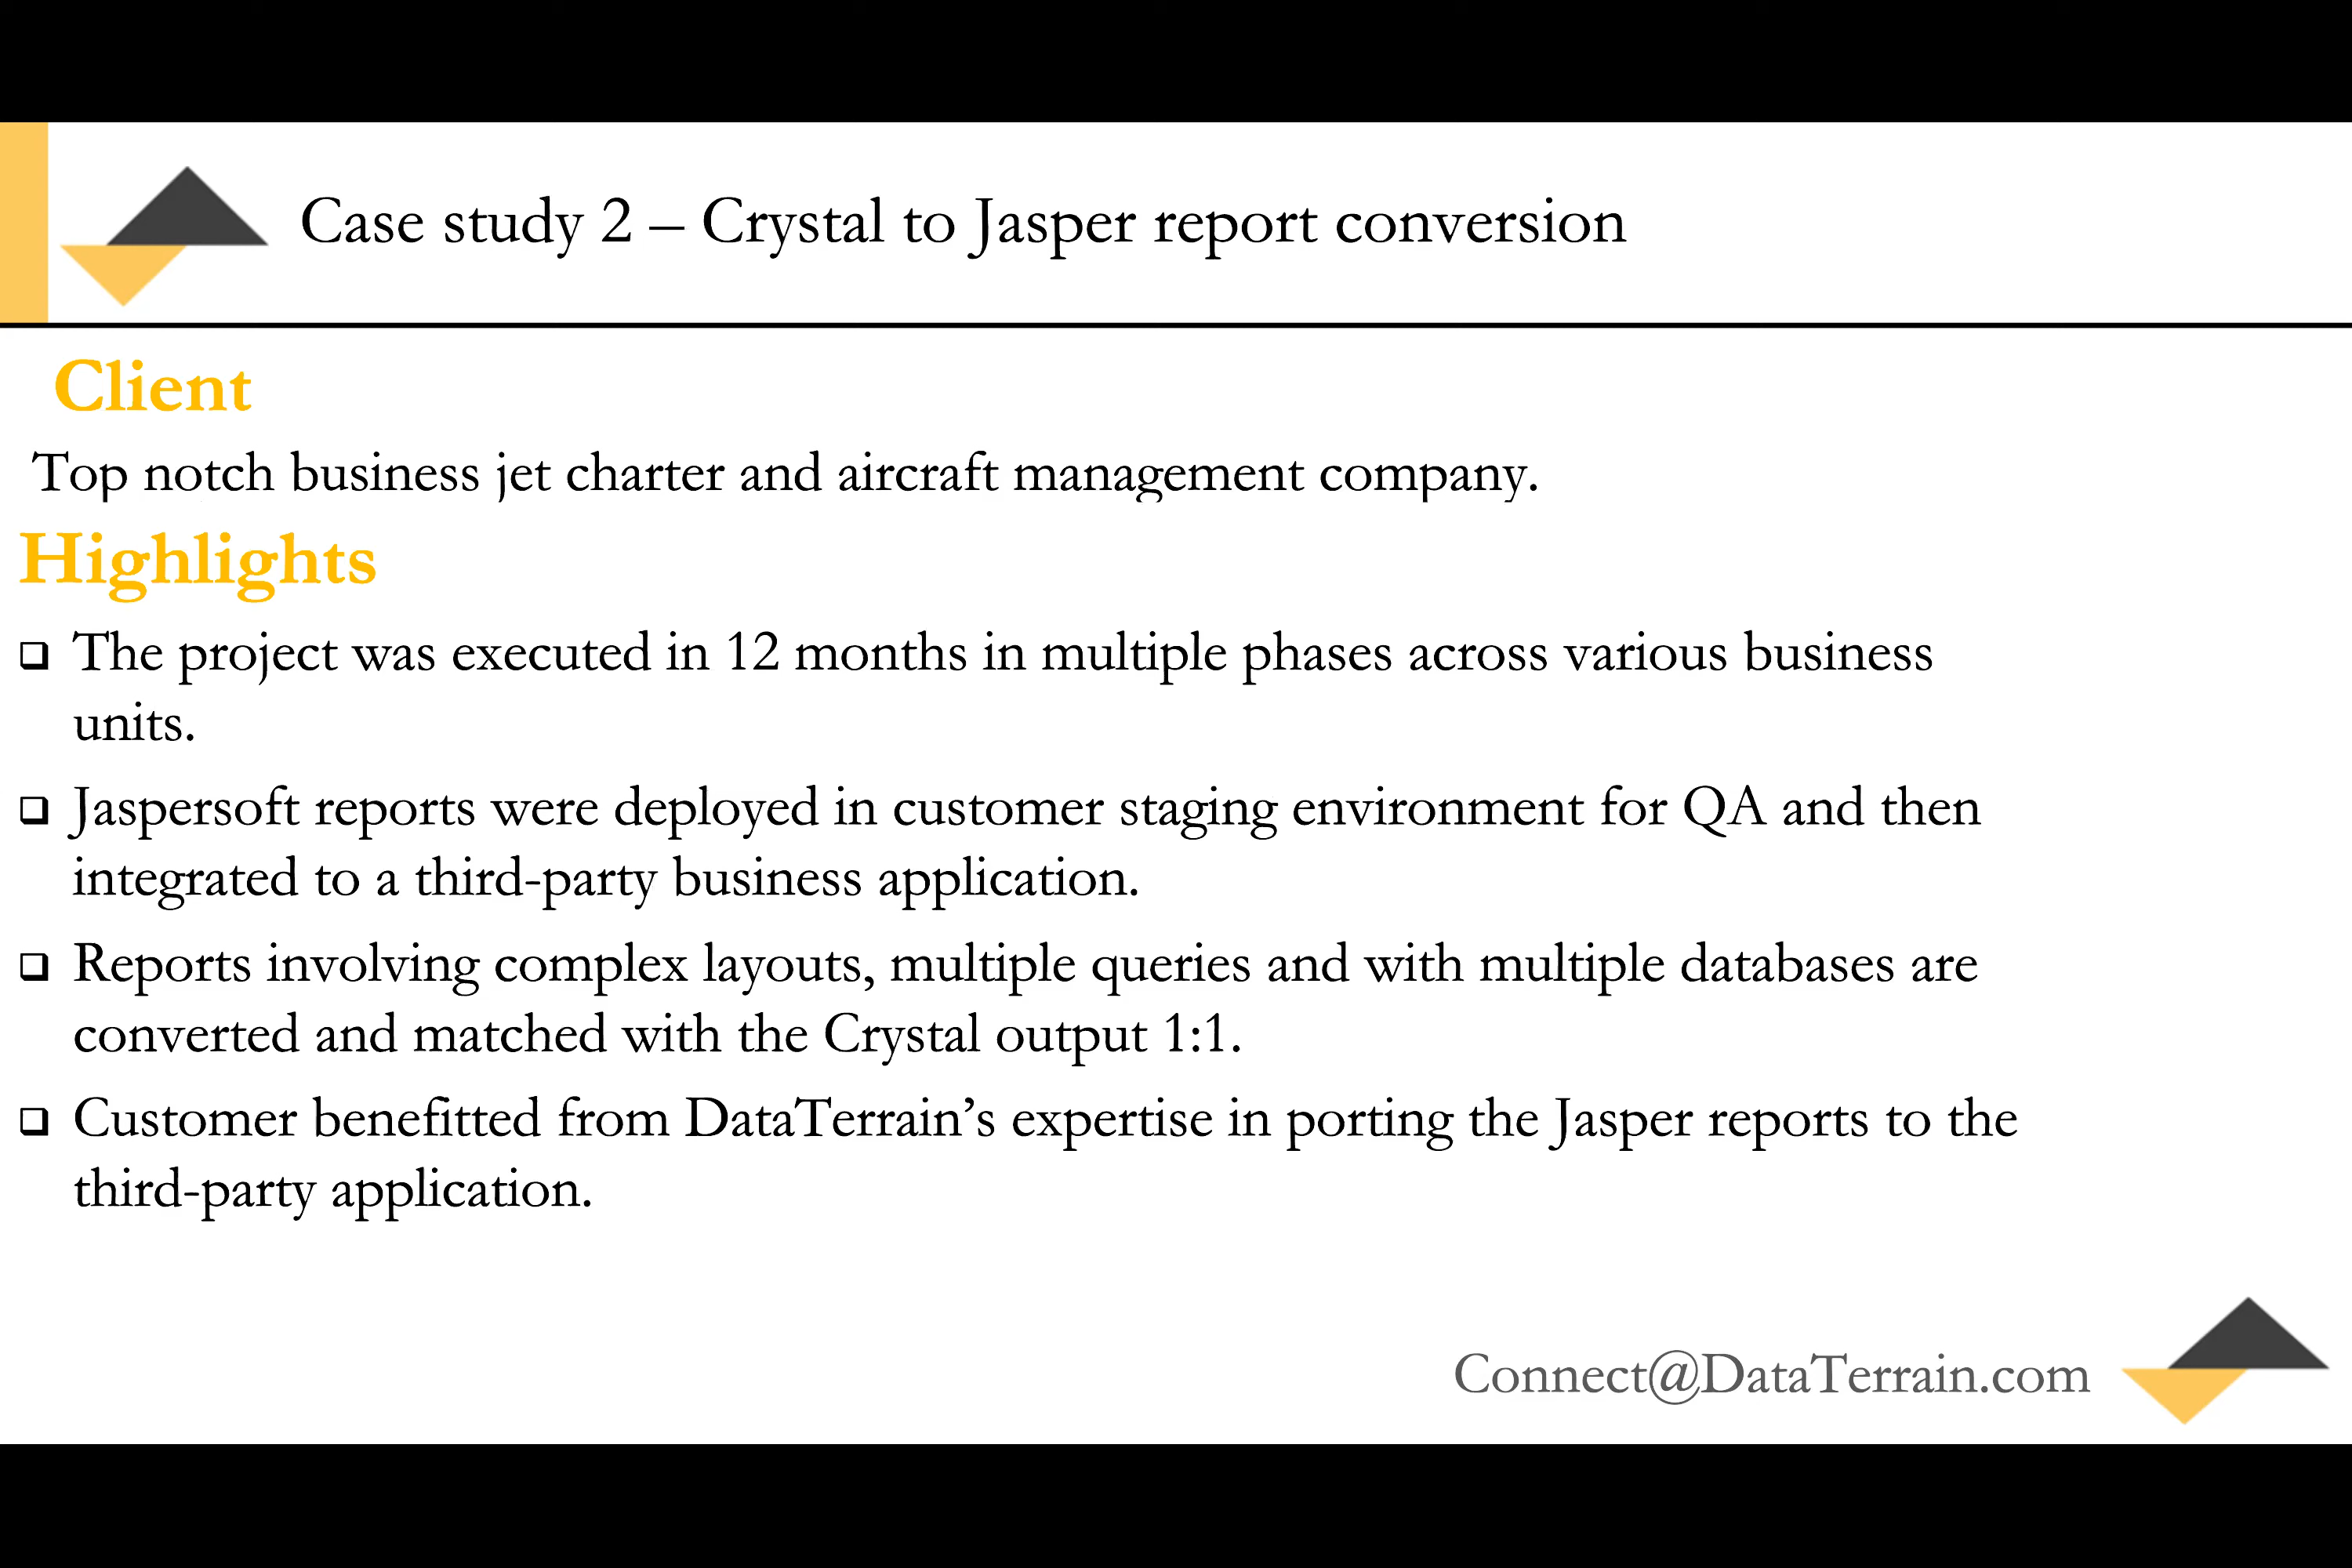 Case study 2 – Crystal to Jasper report conversion
Client
Top notch business jet charter and aircraft management company.
Highlights
The project was executed in 12 months in multiple phases across various business
units.
Jaspersoft reports were deployed in customer staging environment for QA and then
integrated to a third-party business application.
Reports involving complex layouts, multiple queries and with multiple databases are
converted and matched with the Crystal output 1:1.
Customer benefitted from DataTerrain’s expertise in porting the Jasper reports to the
third-party application.
Connect@DataTerrain.com